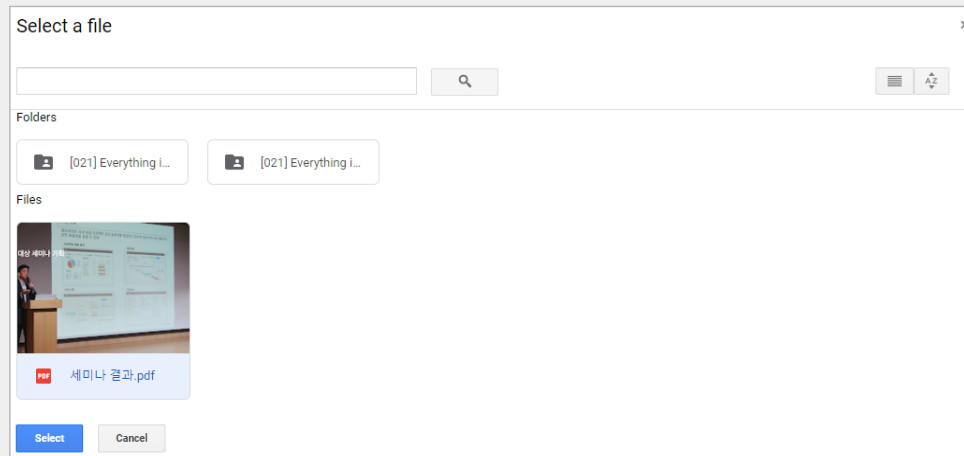 Select a file
Folders
[021] Everything i...
[021] Everything i...
Files
대상 세미나 기획
PDF
세미나 결과.pdf
Select
Cancel